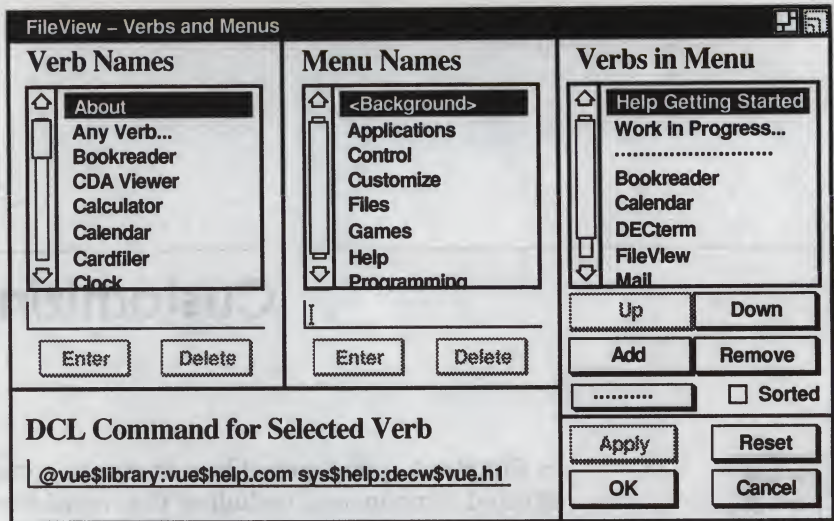 FileView – Verbs and Menus
Verb Names
About
Any Verb...
Bookreader
CDA Viewer
Calculator
Calendar
Cardfiler
Clock
Enter Delete
Menu Names
<Background>
Applications
Control
Customize
Files
Games
Help
Programming
Enter Delete
Verbs in Menu
Help Getting Started
Work in Progress...
..........................
Bookreader
Calendar
DECterm
FileView
Mail
Up Down
Add Remove
.......... Sorted
DCL Command for Selected Verb
@vue$library:vue$help.com sys$help:decw$vue.h1
Apply Reset
OK Cancel